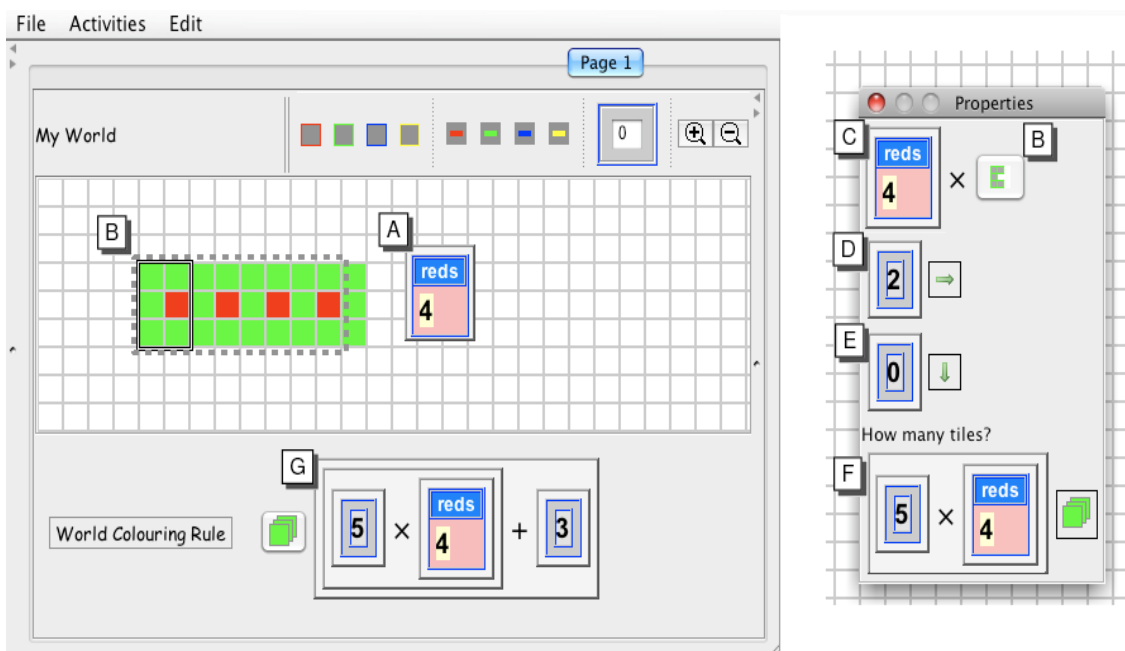 File Activities Edit
Page 1
My World
0
B
A
reds
4
G
World Colouring Rule
5 × reds 4 + 3
Properties
C
reds
4 ×
B
D
2
E
0
How many tiles?
F
5 × reds 4